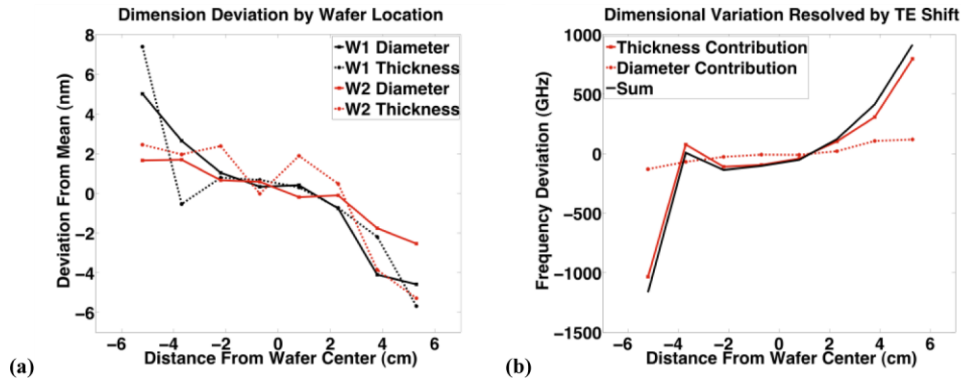 Dimension Deviation by Wafer Location
8
6
4
2
0
−2
−4
−6
Deviation From Mean (nm)
W1 Diameter
W1 Thickness
W2 Diameter
W2 Thickness
−6 −4 −2 0 2 4 6
Distance From Wafer Center (cm)
(a)
Dimensional Variation Resolved by TE Shift
1000
500
0
−500
−1000
−1500
Frequency Deviation (GHz)
Thickness Contribution
Diameter Contribution
Sum
−6 −4 −2 0 2 4 6
Distance From Wafer Center (cm)
(b)